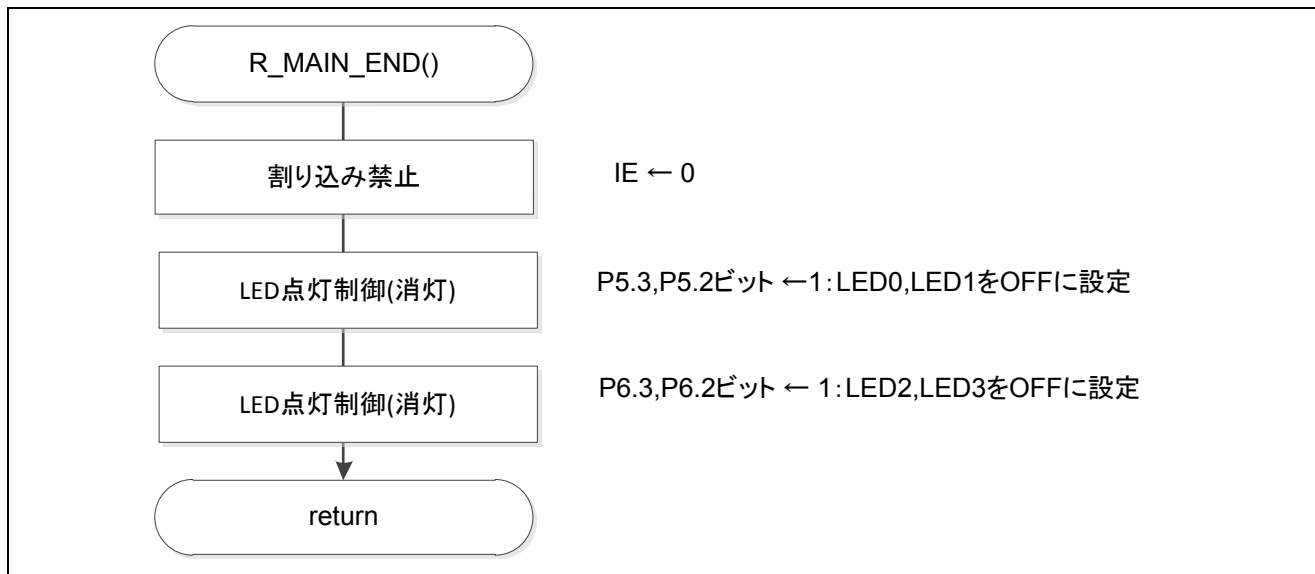 R_MAIN_END()
割り込み禁止
IE ← 0
LED点灯制御(消灯)
P5.3,P5.2ビット ←1：LED0,LED1をOFFに設定
LED点灯制御(消灯)
P6.3,P6.2ビット ← 1：LED2,LED3をOFFに設定
return